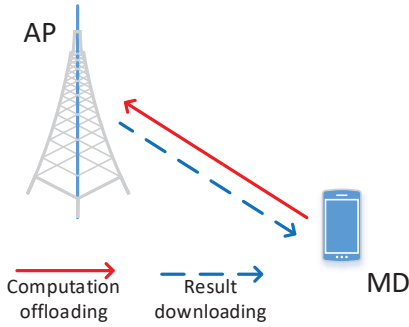 AP
MD
Computation
offloading
Result
downloading